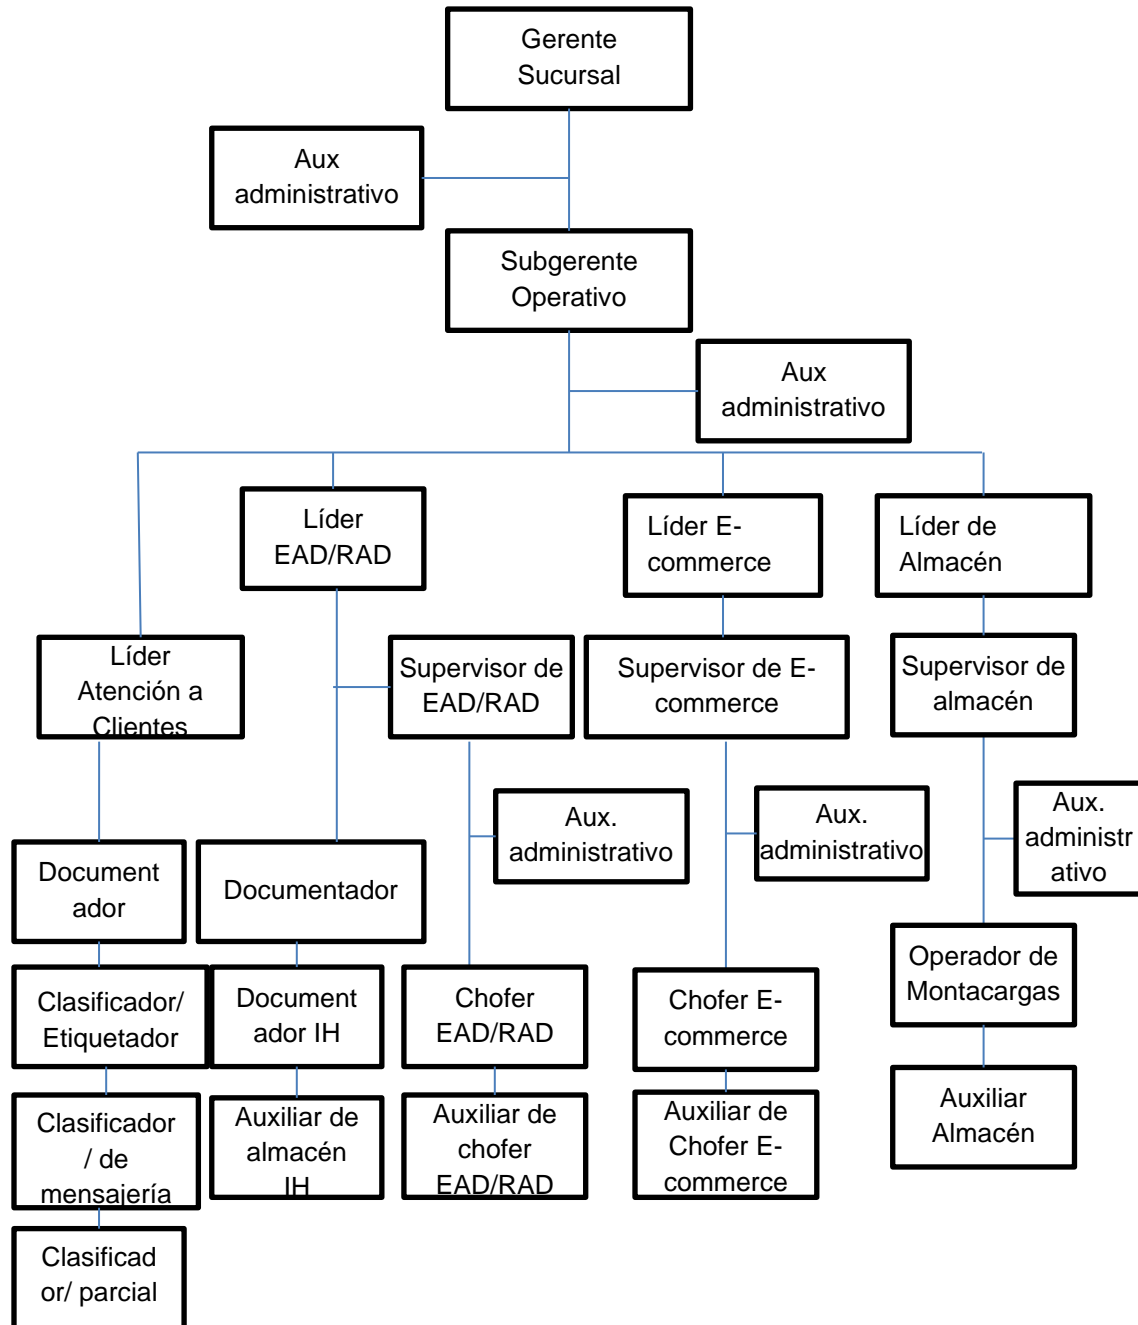 Gerente
Sucursal
Aux
administrativo
Subgerente
Operativo
Aux
administrativo
Líder
EAD/RAD
Líder E-
commerce
Líder de
Almacén
Líder
Atención a
Clientes
Supervisor de
EAD/RAD
Supervisor de E-
commerce
Supervisor de
almacén
Aux.
administrativo
Aux.
administrativo
Aux.
administr
ativo
Document
ador
Documentador
Operador de
Montacargas
Clasificador/
Etiquetador
Document
ador IH
Chofer
EAD/RAD
Chofer E-
commerce
Clasificador
/ de
mensajería
Auxiliar de
almacén
IH
Auxiliar de
chofer
EAD/RAD
Auxiliar de
Chofer E-
commerce
Auxiliar
Almacén
Clasificad
or/ parcial